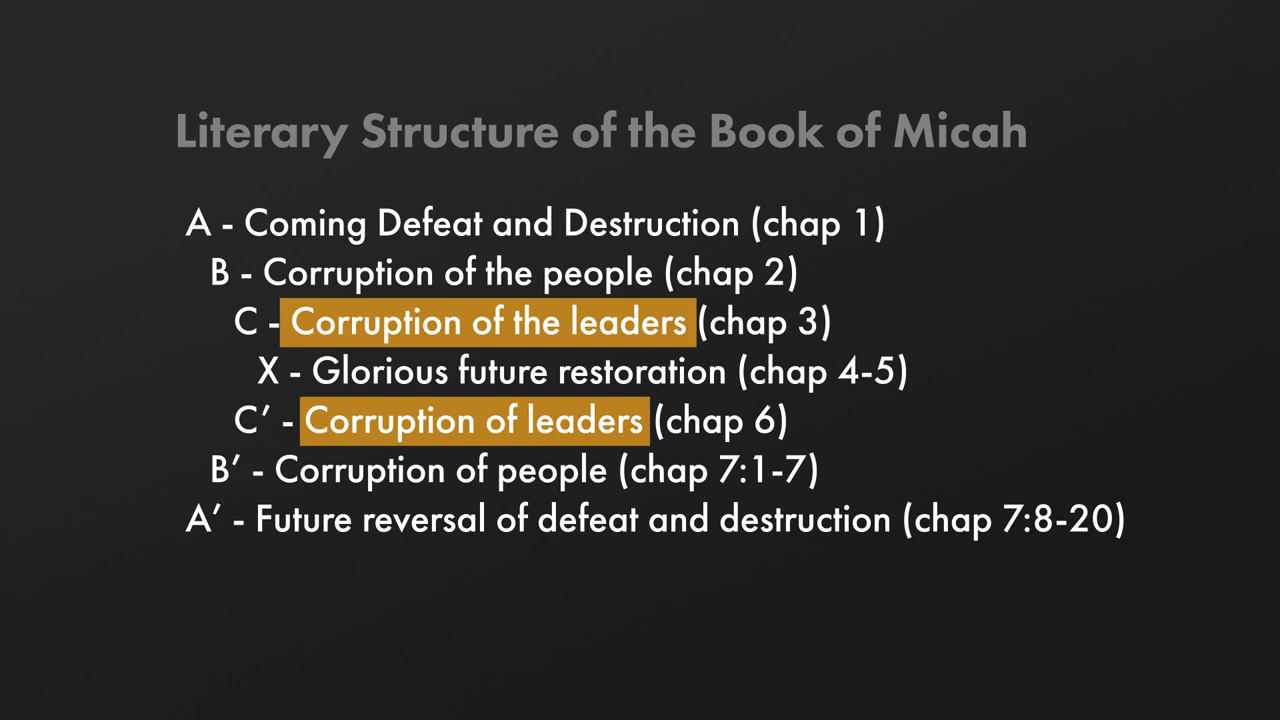 Literary Structure of the Book of Micah
A - Coming Defeat and Destruction (chap 1)
B - Corruption of the people (chap 2)
C - Corruption of the leaders (chap 3)
X - Glorious future restoration (chap 4-5)
C′ - Corruption of leaders (chap 6)
B′ - Corruption of people (chap 7:1-7)
A′ - Future reversal of defeat and destruction (chap 7:8-20)